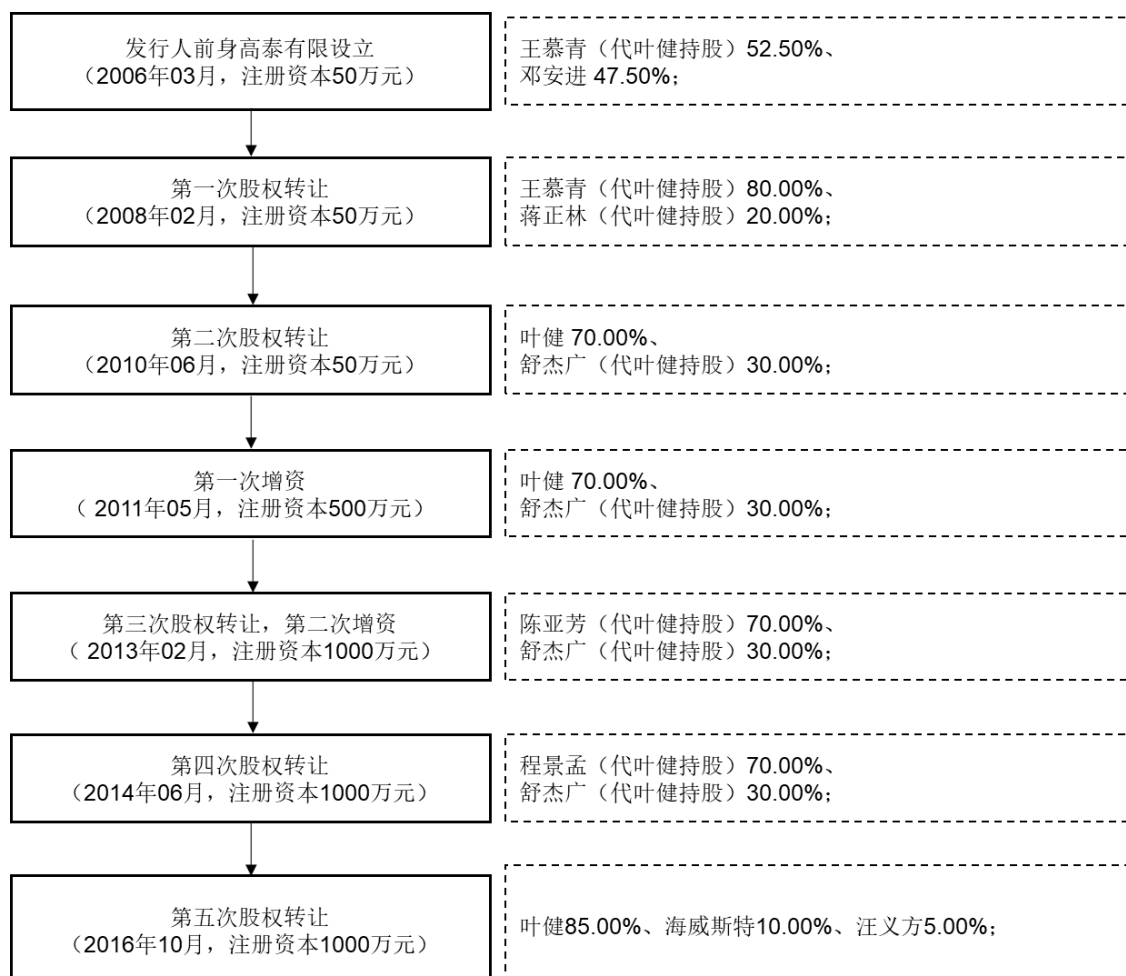 发行人前身高泰有限设立
（2006年03月，注册资本50万元）
王慕青（代叶健持股）52.50%、
邓安进 47.50%；
第一次股权转让
（2008年02月，注册资本50万元）
王慕青（代叶健持股）80.00%、
蒋正林（代叶健持股）20.00%；
第二次股权转让
（2010年06月，注册资本50万元）
叶健 70.00%、
舒杰广（代叶健持股）30.00%；
第一次增资
（ 2011年05月，注册资本500万元）
叶健 70.00%、
舒杰广（代叶健持股）30.00%；
第三次股权转让，第二次增资
（ 2013年02月，注册资本1000万元）
陈亚芳（代叶健持股）70.00%、
舒杰广（代叶健持股）30.00%；
第四次股权转让
（2014年06月，注册资本1000万元）
程景孟（代叶健持股）70.00%、
舒杰广（代叶健持股）30.00%；
第五次股权转让
（2016年10月，注册资本1000万元）
叶健85.00%、海威斯特10.00%、汪义方5.00%；